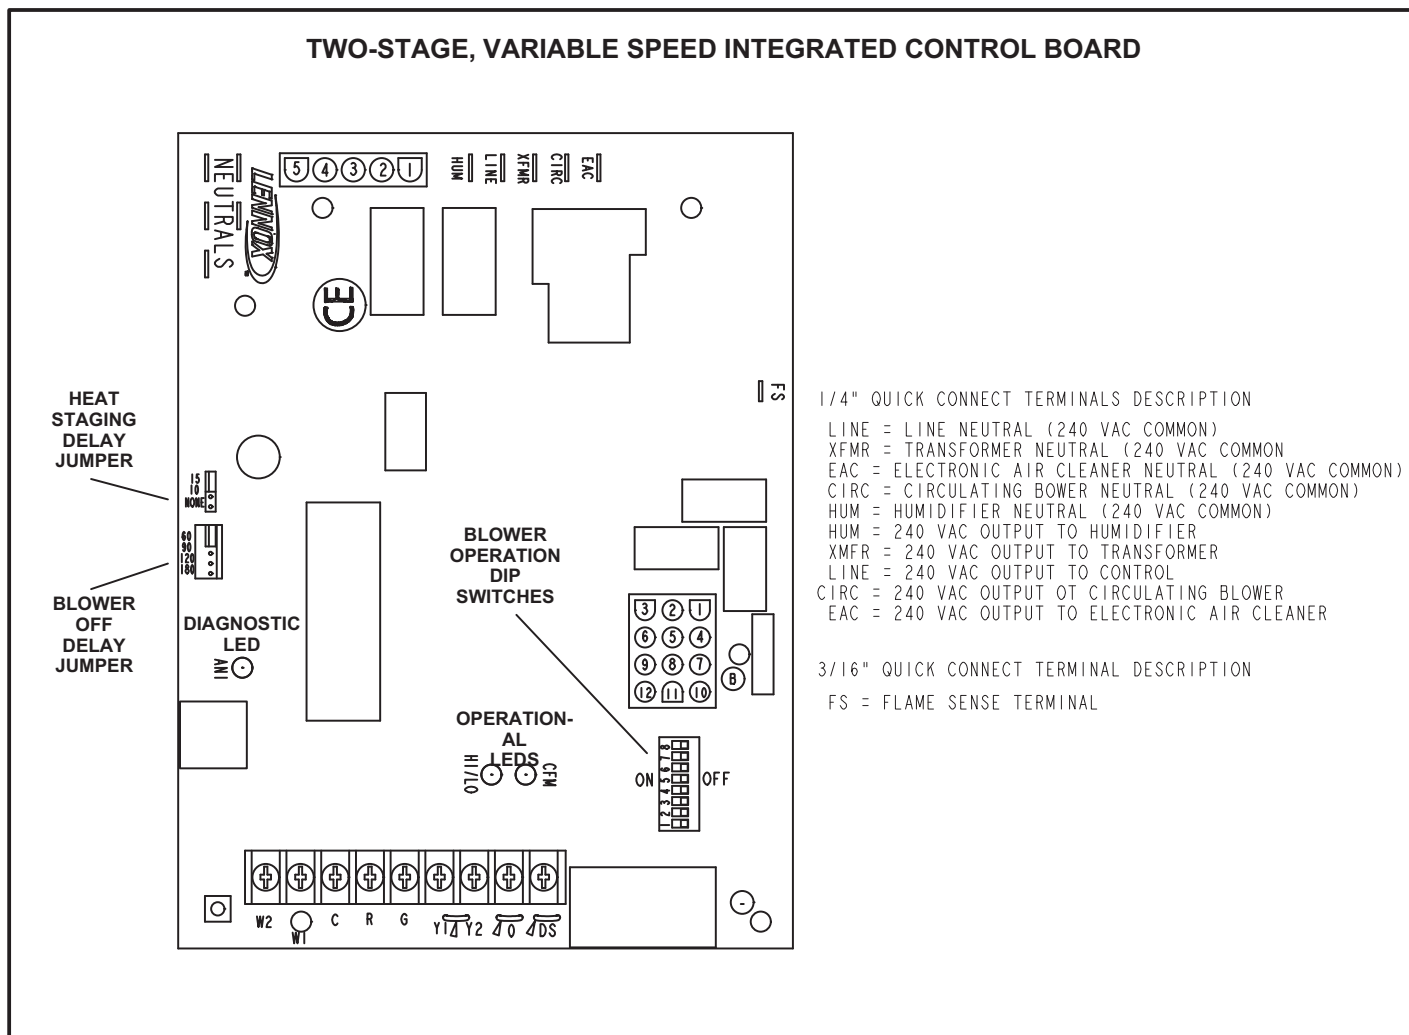 TWO-STAGE, VARIABLE SPEED INTEGRATED CONTROL BOARD
NEUTRALS
LENNOX
5 4 3 2 1
HUM
LINE
XFMR
CIRC
EAC
CE
FS
HEAT
STAGING
DELAY
JUMPER
15
10
NONE
60
90
120
180
BLOWER
OFF
DELAY
JUMPER
DIAGNOSTIC
LED
BLOWER
OPERATION
DIP
SWITCHES
3 2 1
6 5 4
9 8 7
12 11 10
B
OPERATION-
AL
LEDS
HI/LO
CFM
ON
8
7
6
5
4
3
2
1
OFF
W2
W1
C
R
G
Y1
Y2
O
DS
1/4" QUICK CONNECT TERMINALS DESCRIPTION
LINE = LINE NEUTRAL (240 VAC COMMON)
XFMR = TRANSFORMER NEUTRAL (240 VAC COMMON
EAC = ELECTRONIC AIR CLEANER NEUTRAL (240 VAC COMMON)
CIRC = CIRCULATING BOWER NEUTRAL (240 VAC COMMON)
HUM = HUMIDIFIER NEUTRAL (240 VAC COMMON)
HUM = 240 VAC OUTPUT TO HUMIDIFIER
XMFR = 240 VAC OUTPUT TO TRANSFORMER
LINE = 240 VAC OUTPUT TO CONTROL
CIRC = 240 VAC OUTPUT OT CIRCULATING BLOWER
EAC = 240 VAC OUTPUT TO ELECTRONIC AIR CLEANER
3/16" QUICK CONNECT TERMINAL DESCRIPTION
FS = FLAME SENSE TERMINAL